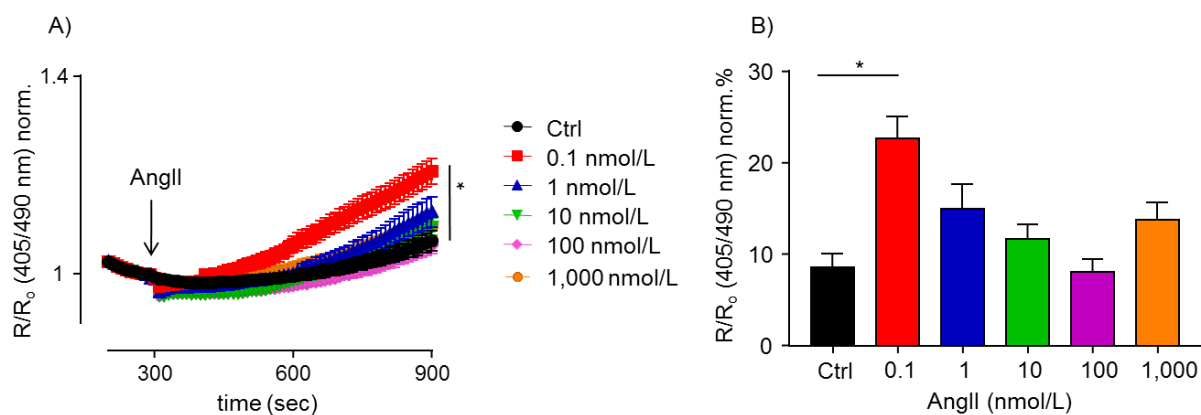 A)
1.4
1
R/R₀ (405/490 nm) norm.
AngII
*
300
600
900
time (sec)
Ctrl
0.1 nmol/L
1 nmol/L
10 nmol/L
100 nmol/L
1,000 nmol/L
B)
30
20
10
0
R/R₀ (405/490 nm) norm.%
*
Ctrl
0.1
1
10
100
1,000
AngII (nmol/L)